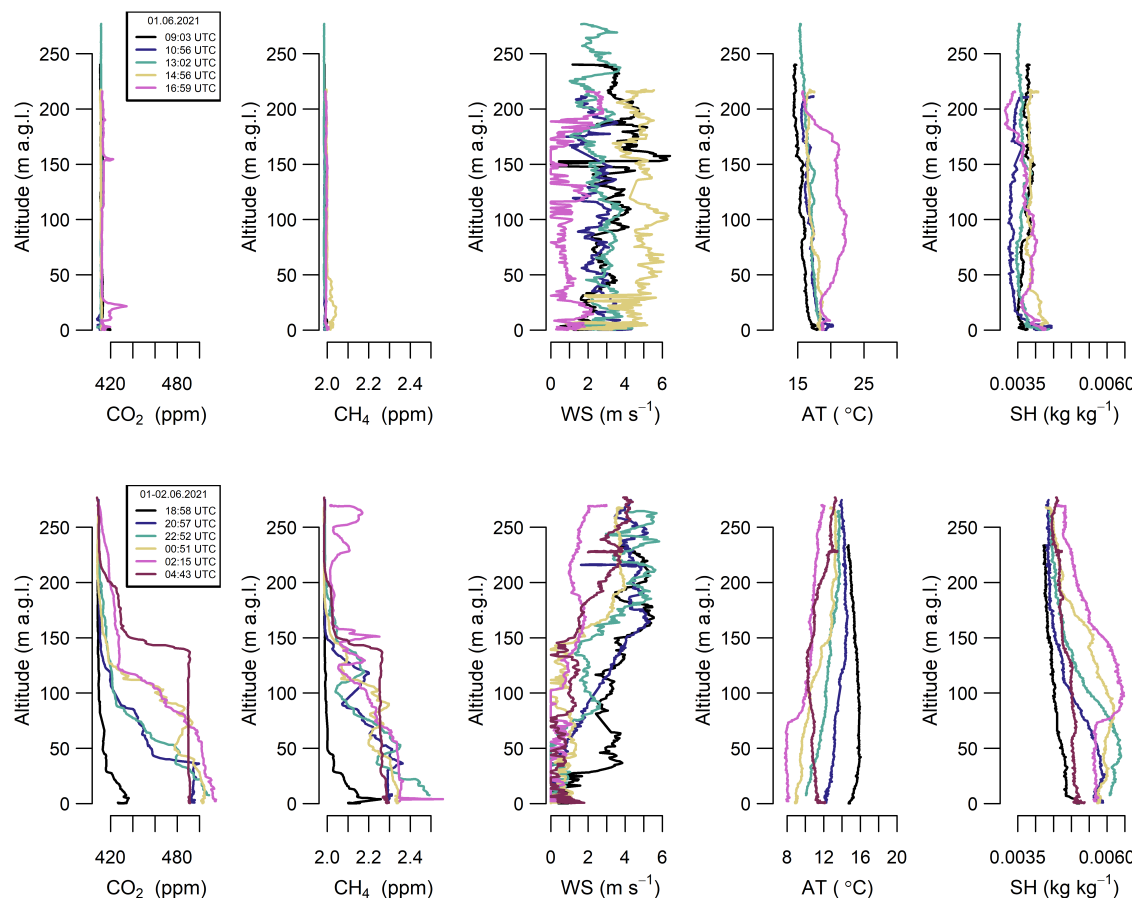 01.06.2021
09:03 UTC
10:56 UTC
13:02 UTC
14:56 UTC
16:59 UTC
Altitude (m a.g.l.)
250
200
150
100
50
0
420 480
CO₂ (ppm)
Altitude (m a.g.l.)
250
200
150
100
50
0
2.0 2.2 2.4
CH₄ (ppm)
Altitude (m a.g.l.)
250
200
150
100
50
0
0 2 4 6
WS (m s⁻¹)
Altitude (m a.g.l.)
250
200
150
100
50
0
15 25
AT ( °C)
Altitude (m a.g.l.)
250
200
150
100
50
0
0.0035 0.0060
SH (kg kg⁻¹)
01-02.06.2021
18:58 UTC
20:57 UTC
22:52 UTC
00:51 UTC
02:15 UTC
04:43 UTC
Altitude (m a.g.l.)
250
200
150
100
50
0
420 480
CO₂ (ppm)
Altitude (m a.g.l.)
250
200
150
100
50
0
2.0 2.2 2.4
CH₄ (ppm)
Altitude (m a.g.l.)
250
200
150
100
50
0
0 2 4 6
WS (m s⁻¹)
Altitude (m a.g.l.)
250
200
150
100
50
0
8 12 16 20
AT ( °C)
Altitude (m a.g.l.)
250
200
150
100
50
0
0.0035 0.0060
SH (kg kg⁻¹)